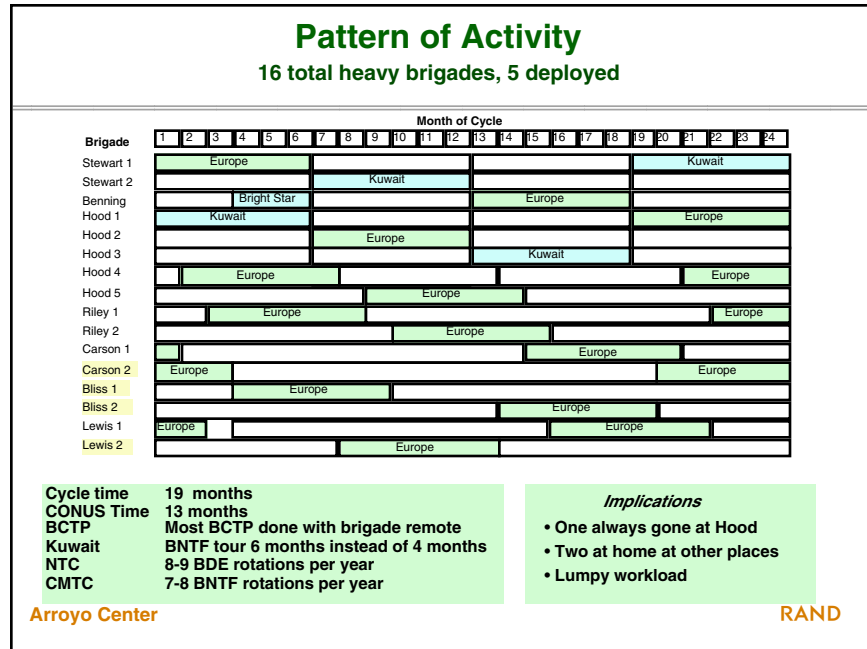 Pattern of Activity
16 total heavy brigades, 5 deployed
Month of Cycle
Brigade 1 2 3 4 5 6 7 8 9 10 11 12 13 14 15 16 17 18 19 20 21 22 23 24
Stewart 1 Europe Kuwait
Stewart 2 Kuwait
Benning Bright Star Europe
Hood 1 Kuwait Europe
Hood 2 Europe
Hood 3 Kuwait
Hood 4 Europe Europe
Hood 5 Europe
Riley 1 Europe Europe
Riley 2 Europe
Carson 1 Europe
Carson 2 Europe Europe
Bliss 1 Europe
Bliss 2 Europe
Lewis 1 Europe Europe
Lewis 2 Europe
Cycle time 19 months
CONUS Time 13 months
BCTP Most BCTP done with brigade remote
Kuwait BNTF tour 6 months instead of 4 months
NTC 8-9 BDE rotations per year
CMTC 7-8 BNTF rotations per year
Implications
• One always gone at Hood
• Two at home at other places
• Lumpy workload
Arroyo Center
RAND